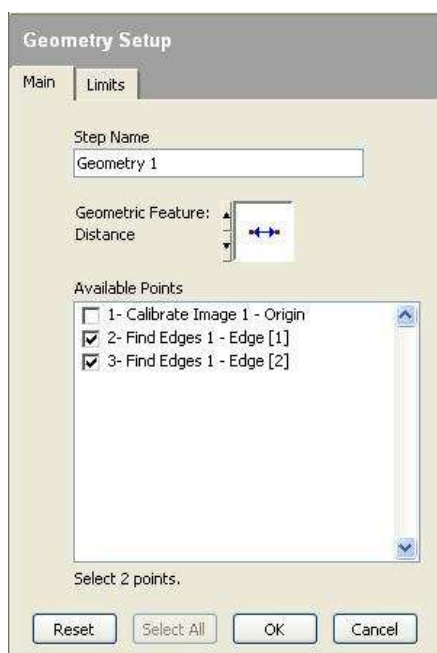 Geometry Setup
Main
Limits
Step Name
Geometry 1
Geometric Feature:
Distance
Available Points
1- Calibrate Image 1 - Origin
2- Find Edges 1 - Edge [1]
3- Find Edges 1 - Edge [2]
Select 2 points.
Reset
Select All
OK
Cancel